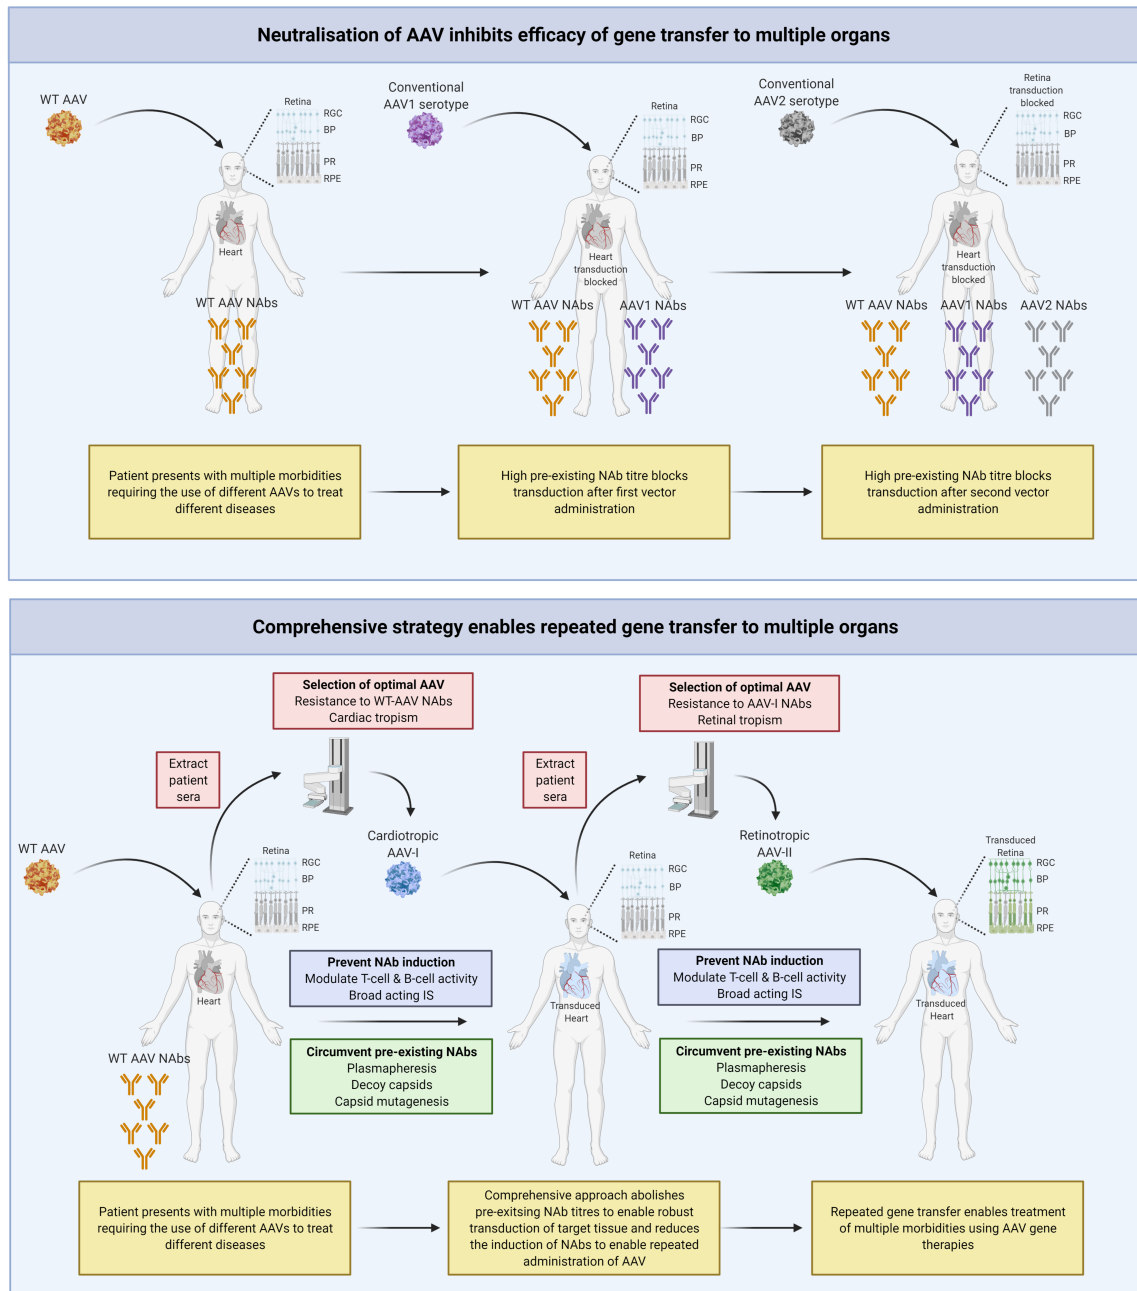 Neutralisation of AAV inhibits efficacy of gene transfer to multiple organs
WT AAV
Retina
RGC
BP
PR
RPE
Heart
WT AAV NAbs
Conventional
AAV1 serotype
Retina
RGC
BP
PR
RPE
Heart
transduction
blocked
WT AAV NAbs
AAV1 NAbs
Conventional
AAV2 serotype
Retina
transduction
blocked
RGC
BP
PR
RPE
Heart
transduction
blocked
WT AAV NAbs
AAV1 NAbs
AAV2 NAbs
Patient presents with multiple morbidities
requiring the use of different AAVs to treat
different diseases
High pre-existing NAb titre blocks
transduction after first vector
administration
High pre-existing NAb titre blocks
transduction after second vector
administration
Comprehensive strategy enables repeated gene transfer to multiple organs
Selection of optimal AAV
Resistance to WT-AAV NAbs
Cardiac tropism
Extract
patient
sera
WT AAV
Cardiotropic
AAV-I
Retina
RGC
BP
PR
RPE
Heart
WT AAV NAbs
Prevent NAb induction
Modulate T-cell & B-cell activity
Broad acting IS
Circumvent pre-existing NAbs
Plasmapheresis
Decoy capsids
Capsid mutagenesis
Selection of optimal AAV
Resistance to AAV-I NAbs
Retinal tropism
Extract
patient
sera
Retinotropic
AAV-II
Retina
RGC
BP
PR
RPE
Transduced
Heart
Prevent NAb induction
Modulate T-cell & B-cell activity
Broad acting IS
Circumvent pre-existing NAbs
Plasmapheresis
Decoy capsids
Capsid mutagenesis
Transduced
Retina
RGC
BP
PR
RPE
Transduced
Heart
Patient presents with multiple morbidities
requiring the use of different AAVs to treat
different diseases
Comprehensive approach abolishes
pre-exitsing NAb titres to enable robust
transduction of target tissue and reduces
the induction of NAbs to enable repeated
administration of AAV
Repeated gene transfer enables treatment
of multiple morbidities using AAV gene
therapies